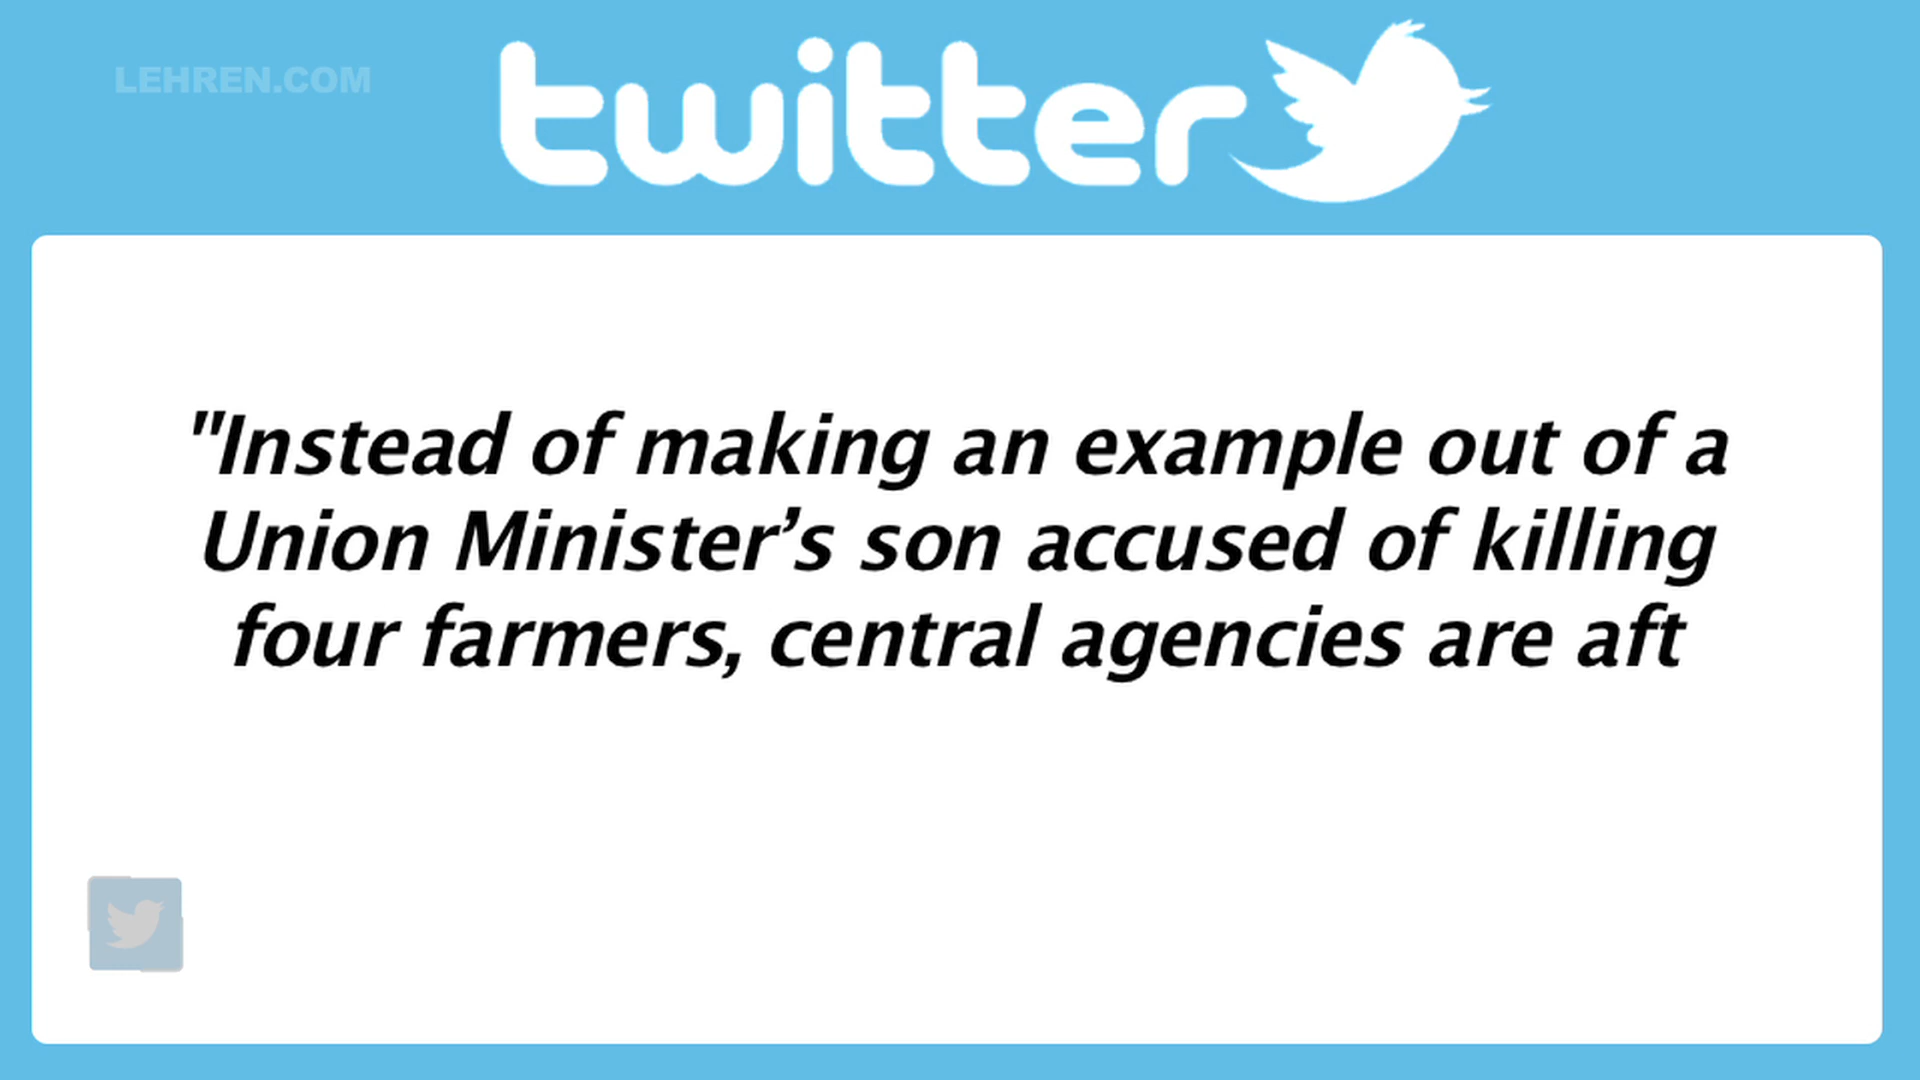 LEHREN.COM
twitter
"Instead of making an example out of a
Union Minister’s son accused of killing
four farmers, central agencies are aft